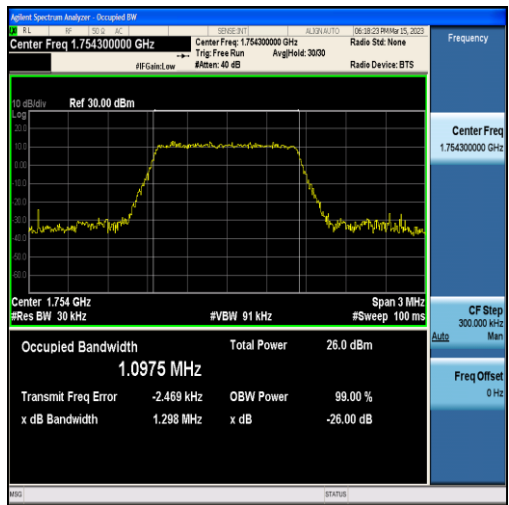 Agilent Spectrum Analyzer - Occupied BW
RL RF 50 Ω AC SENSE:INT ALIGN AUTO 06:18:23 PM Mar 15, 2023
Center Freq 1.754300000 GHz Center Freq: 1.754300000 GHz Radio Std: None Frequency
Trig: Free Run Avg|Hold: 30/30
#IFGain:Low #Atten: 40 dB Radio Device: BTS
10 dB/div Ref 30.00 dBm
Log
20.0
10.0
0.00
-10.0
-20.0
-30.0
-40.0
-50.0
-60.0
Center Freq
1.754300000 GHz
Center 1.754 GHz Span 3 MHz
#Res BW 30 kHz #VBW 91 kHz #Sweep 100 ms
CF Step
300.000 kHz
Auto Man
Occupied Bandwidth Total Power 26.0 dBm
1.0975 MHz
Freq Offset
0 Hz
Transmit Freq Error -2.469 kHz OBW Power 99.00 %
x dB Bandwidth 1.298 MHz x dB -26.00 dB
MSG STATUS